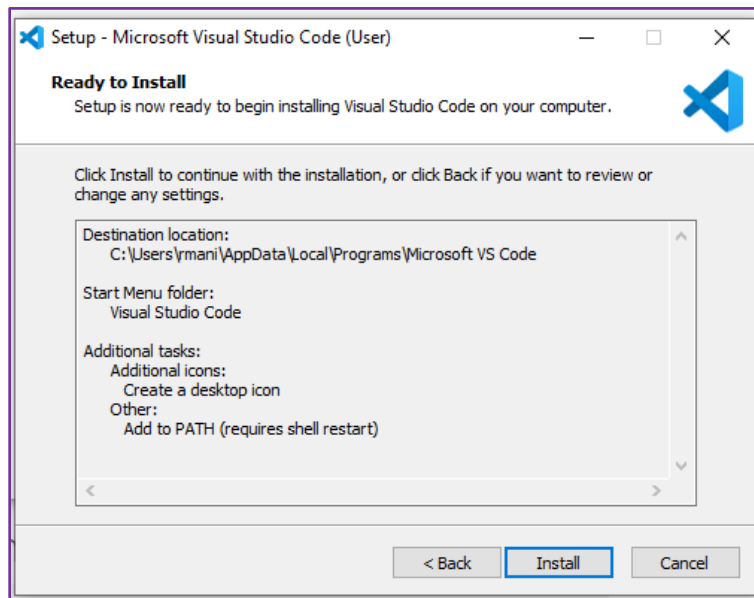 Setup - Microsoft Visual Studio Code (User)
Ready to Install
Setup is now ready to begin installing Visual Studio Code on your computer.
Click Install to continue with the installation, or click Back if you want to review or
change any settings.
Destination location:
C:\Users\rmani\AppData\Local\Programs\Microsoft VS Code
Start Menu folder:
Visual Studio Code
Additional tasks:
Additional icons:
Create a desktop icon
Other:
Add to PATH (requires shell restart)
< Back Install Cancel